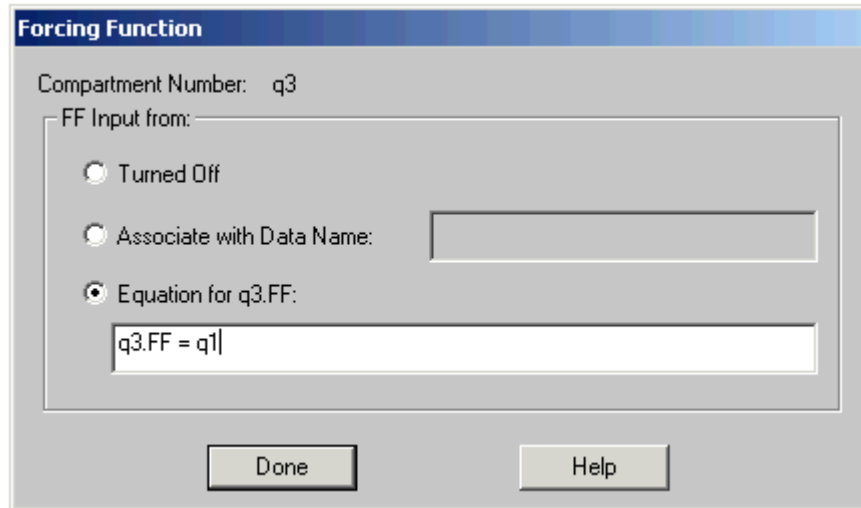 Forcing Function
Compartment Number: q3
FF Input from:
Turned Off
Associate with Data Name:
Equation for q3.FF:
q3.FF = q1
Done
Help